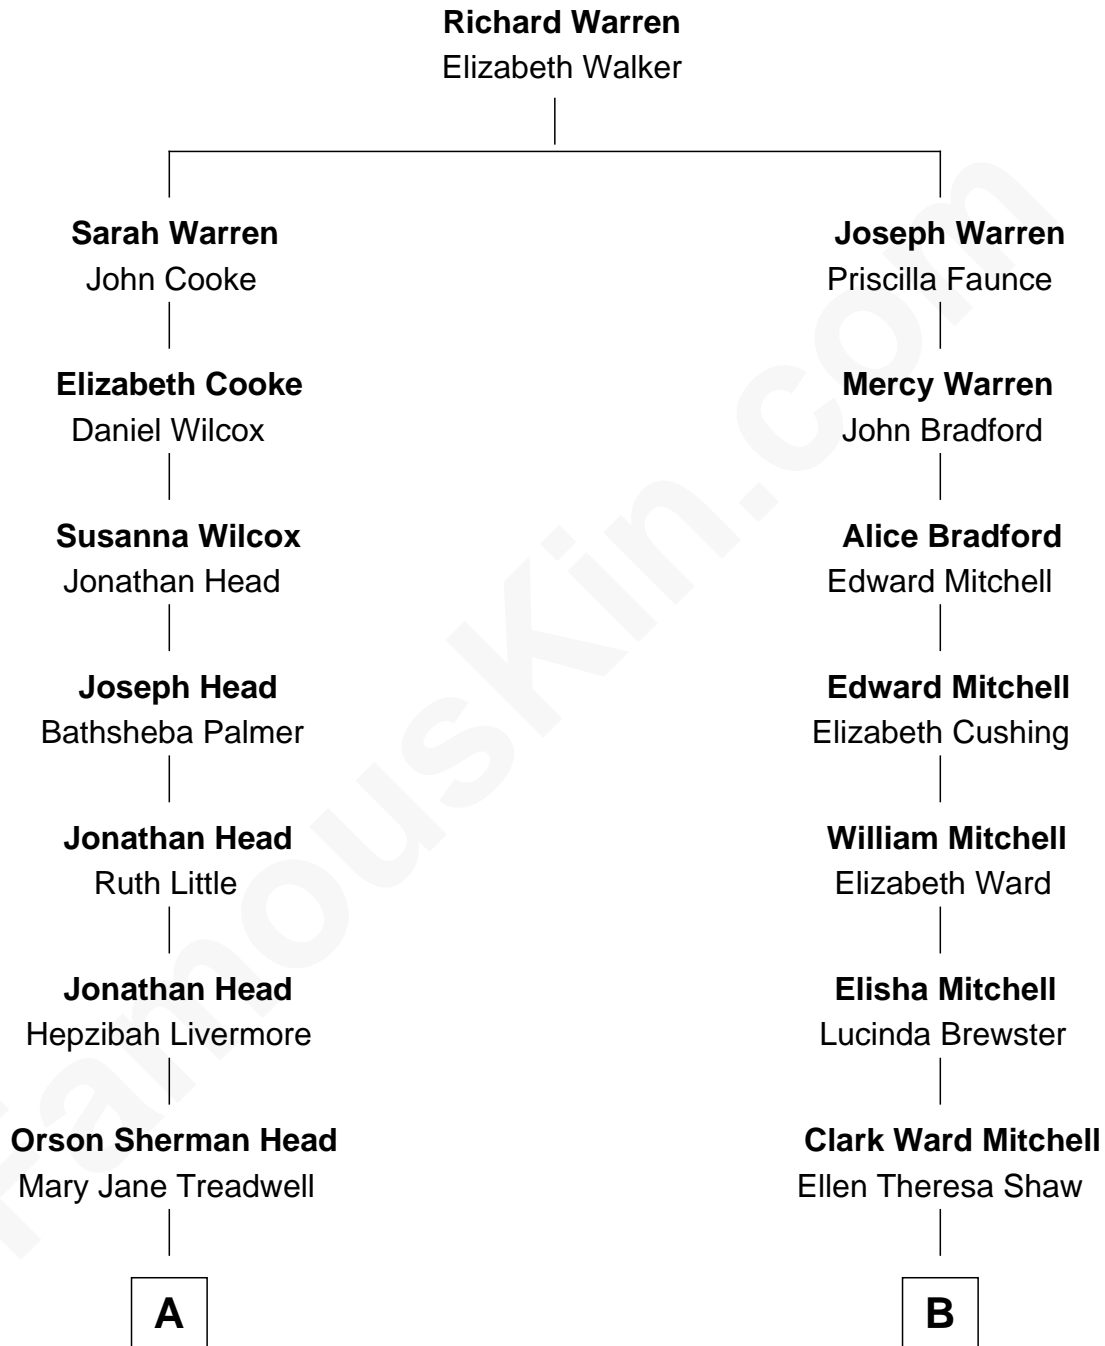 Richard Warren
Elizabeth Walker
Sarah Warren
John Cooke
Joseph Warren
Priscilla Faunce
Elizabeth Cooke
Daniel Wilcox
Mercy Warren
John Bradford
Susanna Wilcox
Jonathan Head
Alice Bradford
Edward Mitchell
Joseph Head
Bathsheba Palmer
Edward Mitchell
Elizabeth Cushing
Jonathan Head
Ruth Little
William Mitchell
Elizabeth Ward
Jonathan Head
Hepzibah Livermore
Elisha Mitchell
Lucinda Brewster
Orson Sherman Head
Mary Jane Treadwell
Clark Ward Mitchell
Ellen Theresa Shaw
A
B
FamousKin.com